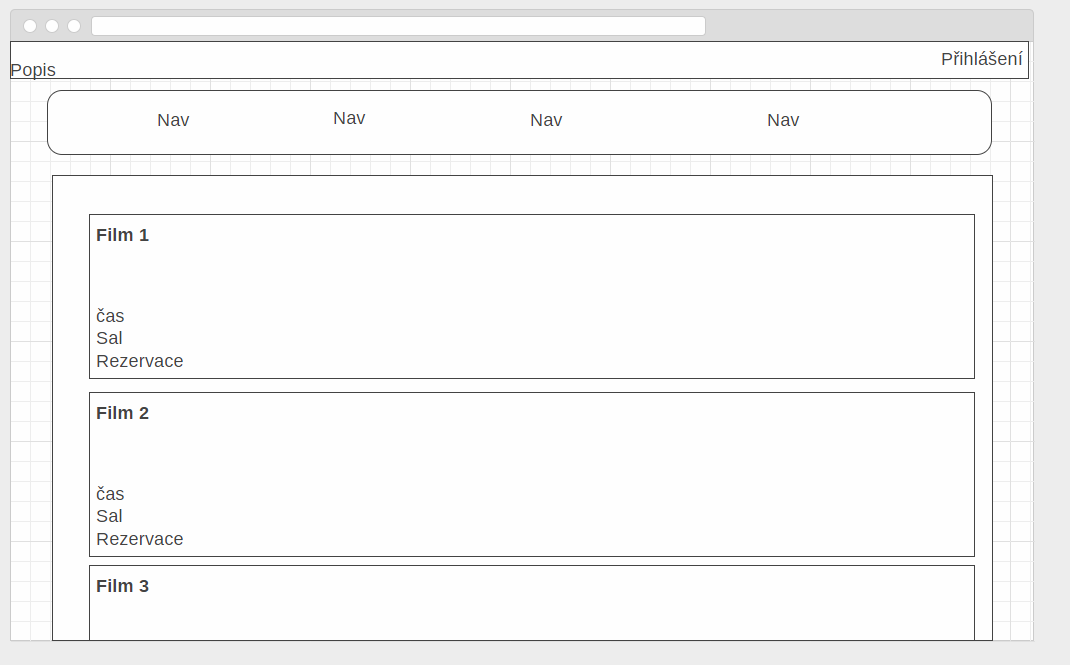 Popis
Přihlášení
Nav Nav Nav Nav
Film 1
čas
Sal
Rezervace
Film 2
čas
Sal
Rezervace
Film 3